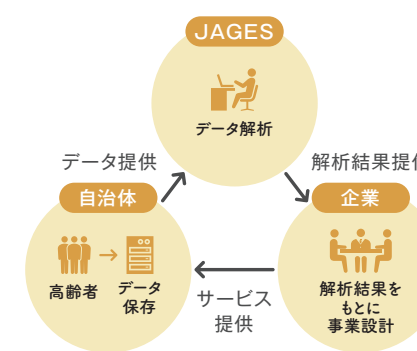 JAGES
データ解析
データ提供
解析結果提供
自治体
企業
高齢者
データ
保存
サービス
提供
解析結果を
もとに
事業設計